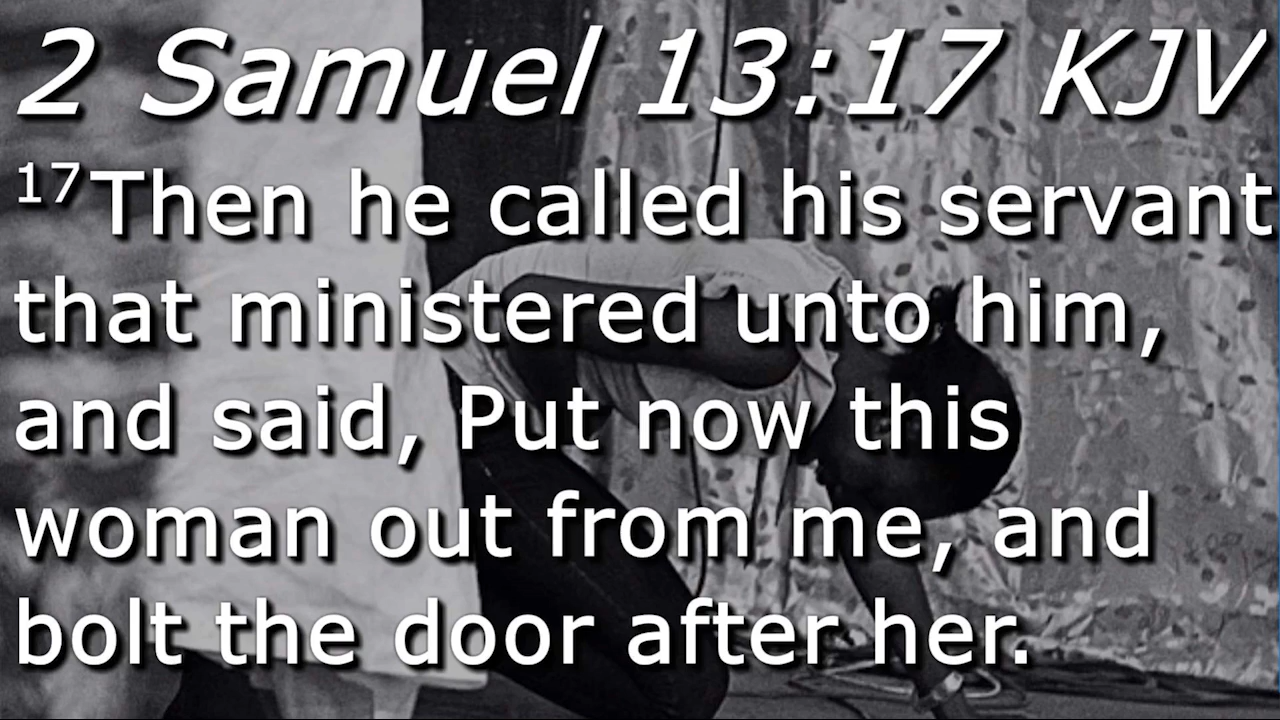 2 Samuel 13:17 KJV
17Then he called his servant
that ministered unto him,
and said, Put now this
woman out from me, and
bolt the door after her.